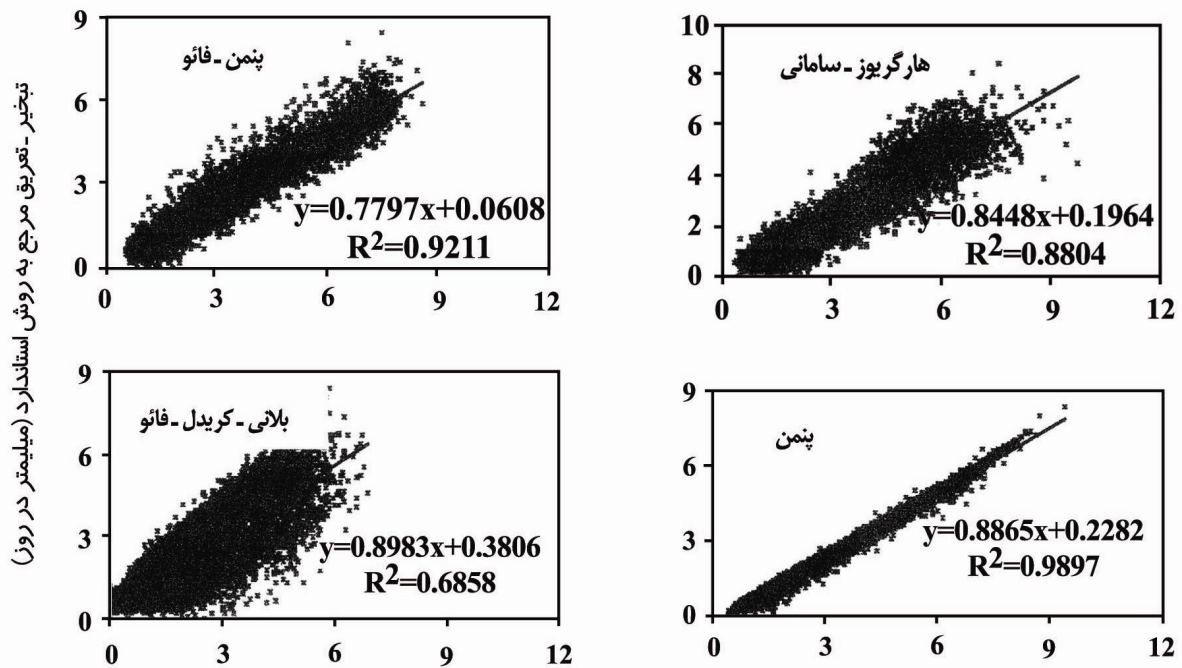 تبخیر ـ تعریق مرجع به روش استاندارد (میلیمتر در روز)
9
6
3
0
پنمن ـ فائو
y=0.7797x+0.0608
R²=0.9211
0 3 6 9 12
10
8
6
4
2
0
هارگریوز ـ سامانی
y=0.8448x+0.1964
R²=0.8804
0 3 6 9 12
9
6
3
0
بلانی ـ کریدل ـ فائو
y=0.8983x+0.3806
R²=0.6858
0 3 6 9 12
9
6
3
0
پنمن
y=0.8865x+0.2282
R²=0.9897
0 3 6 9 12